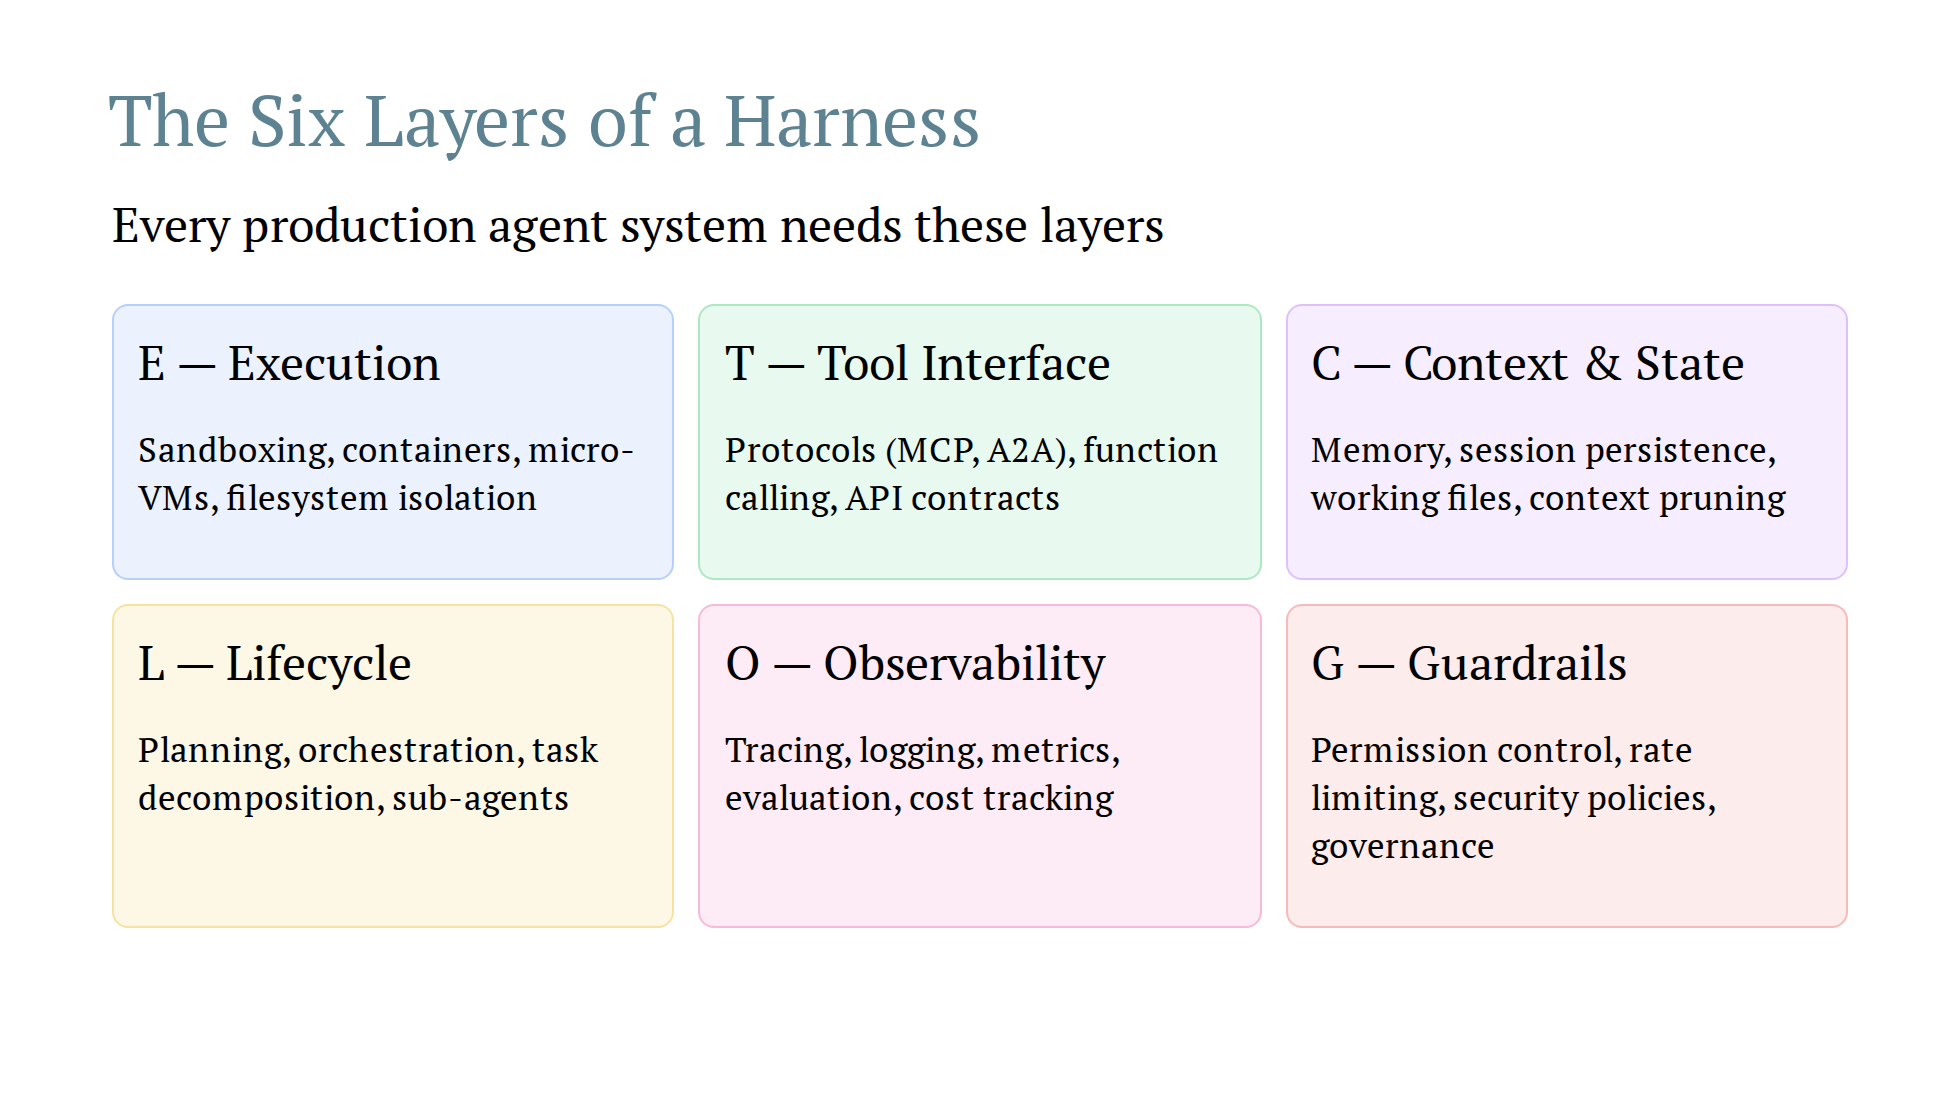 The Six Layers of a Harness
Every production agent system needs these layers
E — Execution
Sandboxing, containers, micro-
VMs, filesystem isolation
T — Tool Interface
Protocols (MCP, A2A), function
calling, API contracts
C — Context & State
Memory, session persistence,
working files, context pruning
L — Lifecycle
Planning, orchestration, task
decomposition, sub-agents
O — Observability
Tracing, logging, metrics,
evaluation, cost tracking
G — Guardrails
Permission control, rate
limiting, security policies,
governance